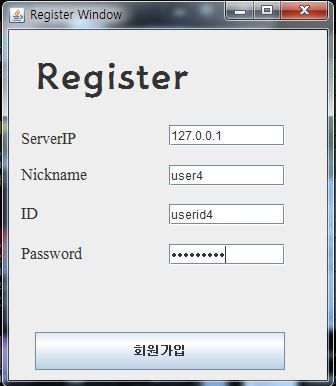 Register Window
Register
ServerIP 127.0.0.1
Nickname user4
ID userid4
Password •••••••••
회원가입